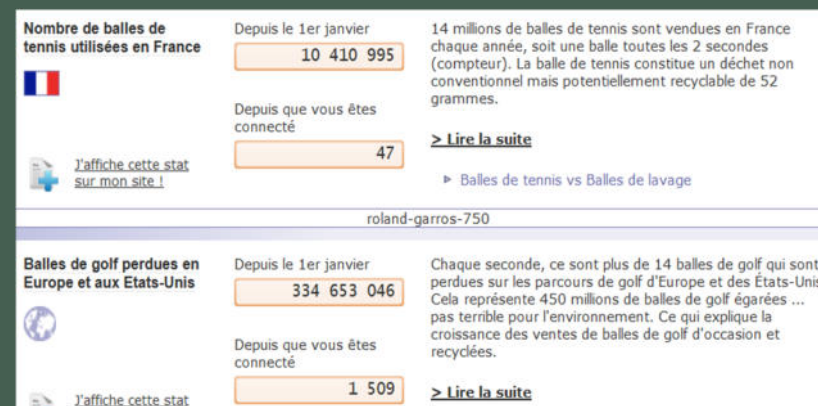 Nombre de balles de
tennis utilisées en France
J'affiche cette stat
sur mon site !
Depuis le 1er janvier
10 410 995
Depuis que vous êtes
connecté
47
14 millions de balles de tennis sont vendues en France
chaque année, soit une balle toutes les 2 secondes
(compteur). La balle de tennis constitue un déchet non
conventionnel mais potentiellement recyclable de 52
grammes.
> Lire la suite
Balles de tennis vs Balles de lavage
roland-garros-750
Balles de golf perdues en
Europe et aux Etats-Unis
J'affiche cette stat
Depuis le 1er janvier
334 653 046
Depuis que vous êtes
connecté
1 509
Chaque seconde, ce sont plus de 14 balles de golf qui sont
perdues sur les parcours de golf d'Europe et des États-Unis
Cela représente 450 millions de balles de golf égarées ...
pas terrible pour l'environnement. Ce qui explique la
croissance des ventes de balles de golf d'occasion et
recyclées.
> Lire la suite